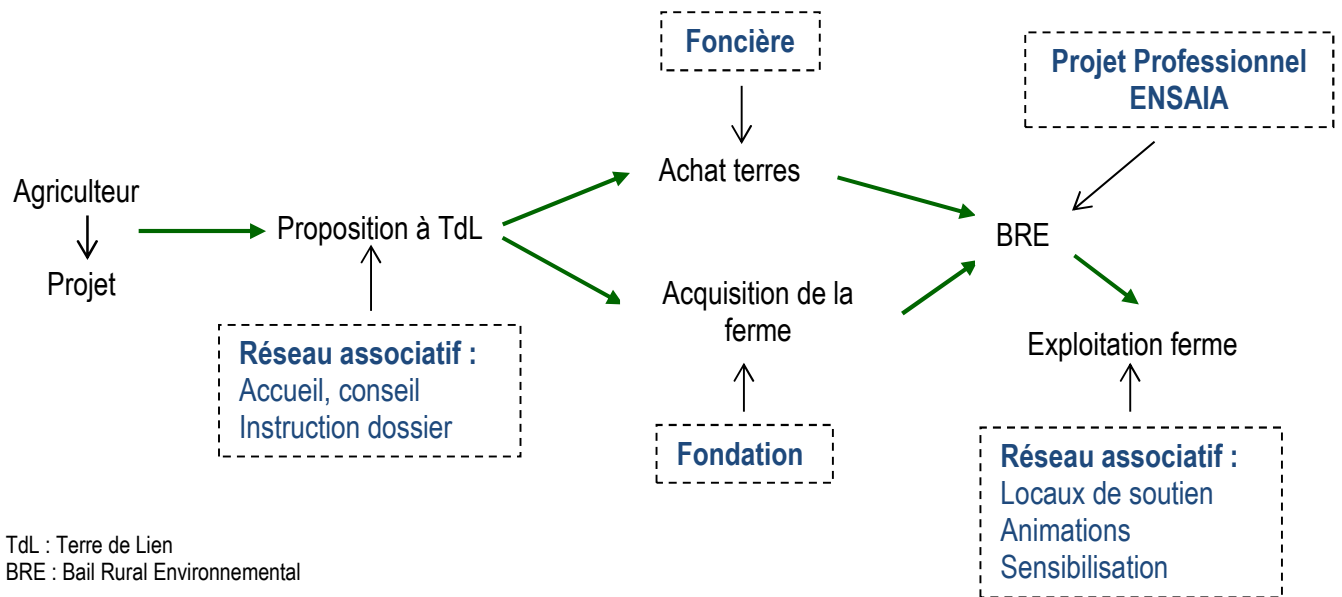 Foncière
Projet Professionnel
ENSAIA
Achat terres
Agriculteur
Projet
Proposition à TdL
BRE
Acquisition de la
ferme
Exploitation ferme
Réseau associatif :
Accueil, conseil
Instruction dossier
Fondation
Réseau associatif :
Locaux de soutien
Animations
Sensibilisation
TdL : Terre de Lien
BRE : Bail Rural Environnemental